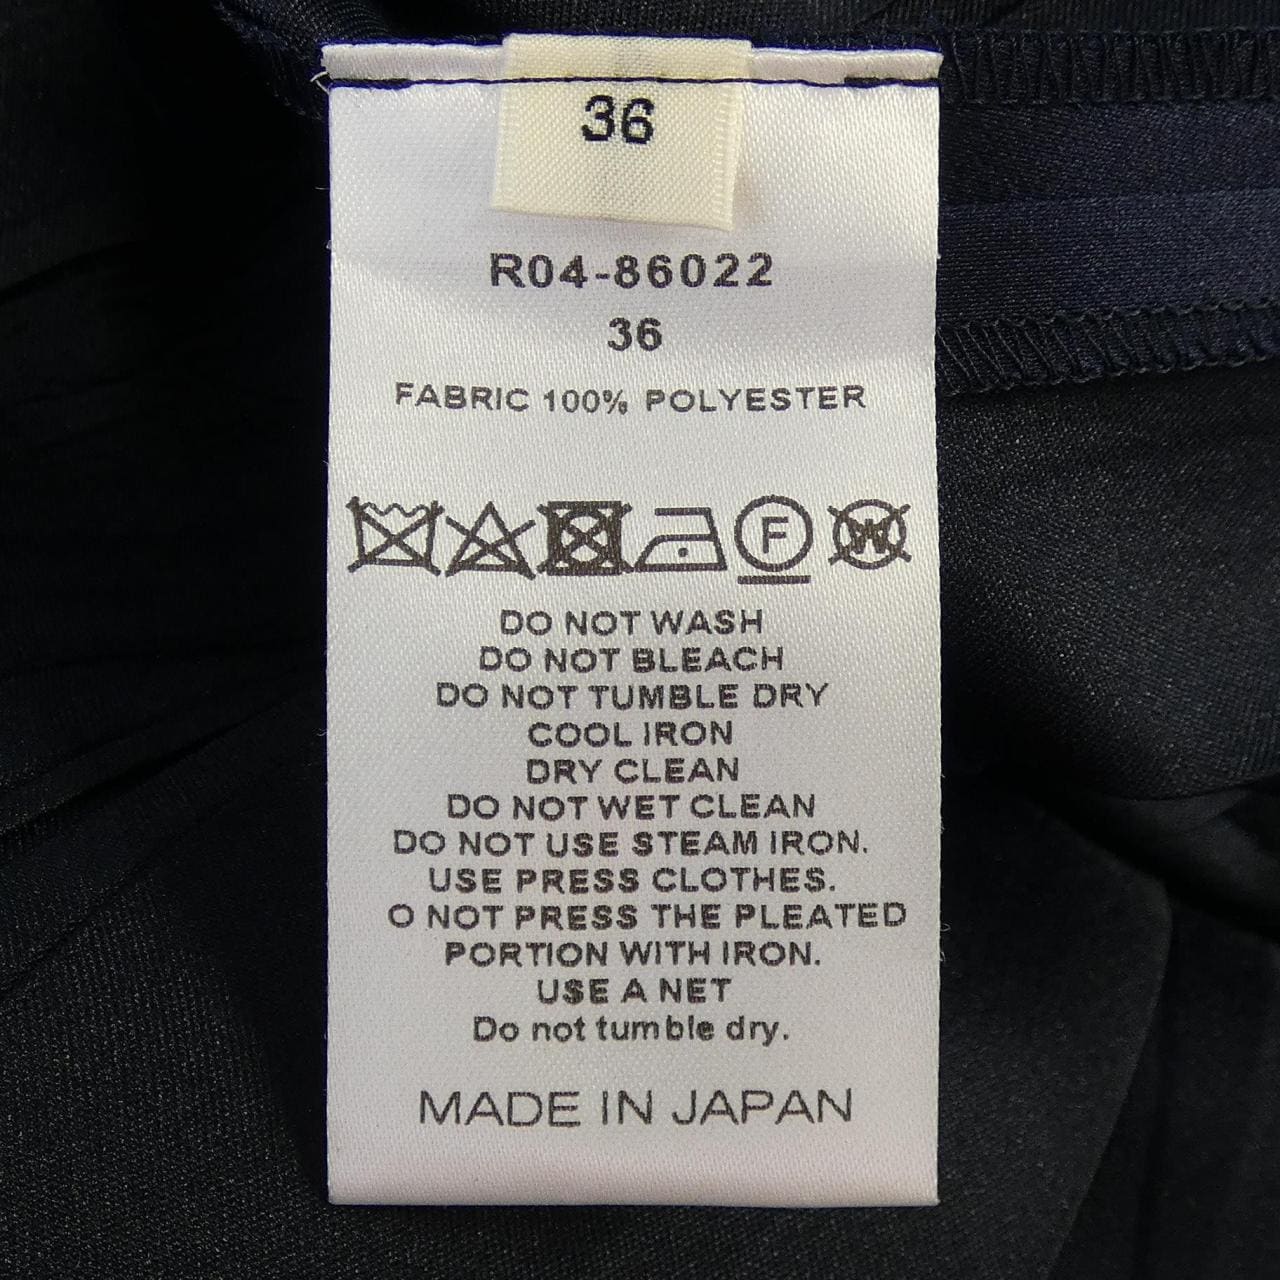 36
R04-86022
36
FABRIC 100% POLYESTER
F W
DO NOT WASH
DO NOT BLEACH
DO NOT TUMBLE DRY
COOL IRON
DRY CLEAN
DO NOT WET CLEAN
DO NOT USE STEAM IRON.
USE PRESS CLOTHES.
O NOT PRESS THE PLEATED
PORTION WITH IRON.
USE A NET
Do not tumble dry.
MADE IN JAPAN